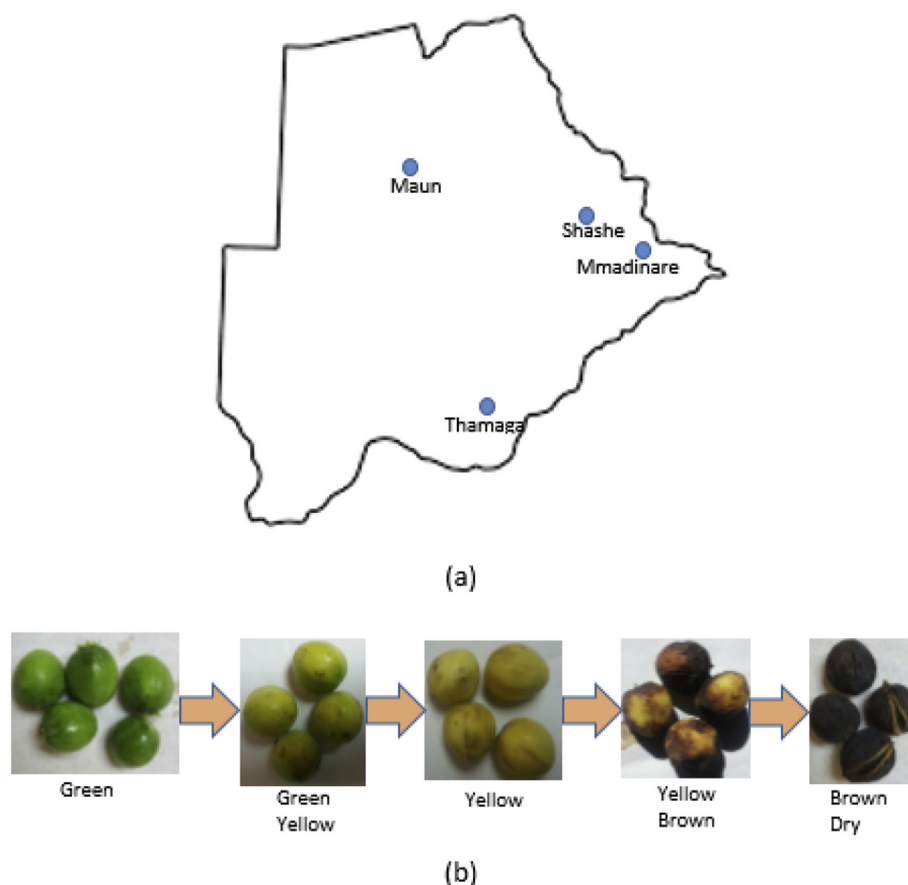 Maun
Shashe
Mmadinare
Thamaga
(a)
Green
Green
Yellow
Yellow
Yellow
Brown
Brown
Dry
(b)